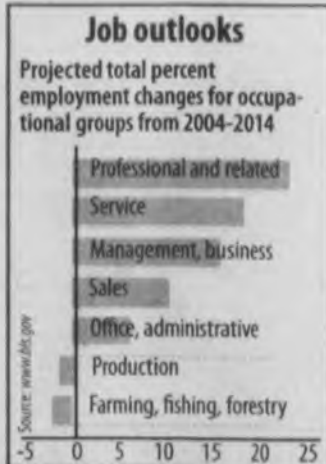 Job outlooks
Projected total percent
employment changes for occupa-
tional groups from 2004-2014
Professional and related
Service
Management, business
Sales
Office, administrative
Production
Farming, fishing, forestry
Source: www.bls.gov
-5 0 5 10 15 20 25